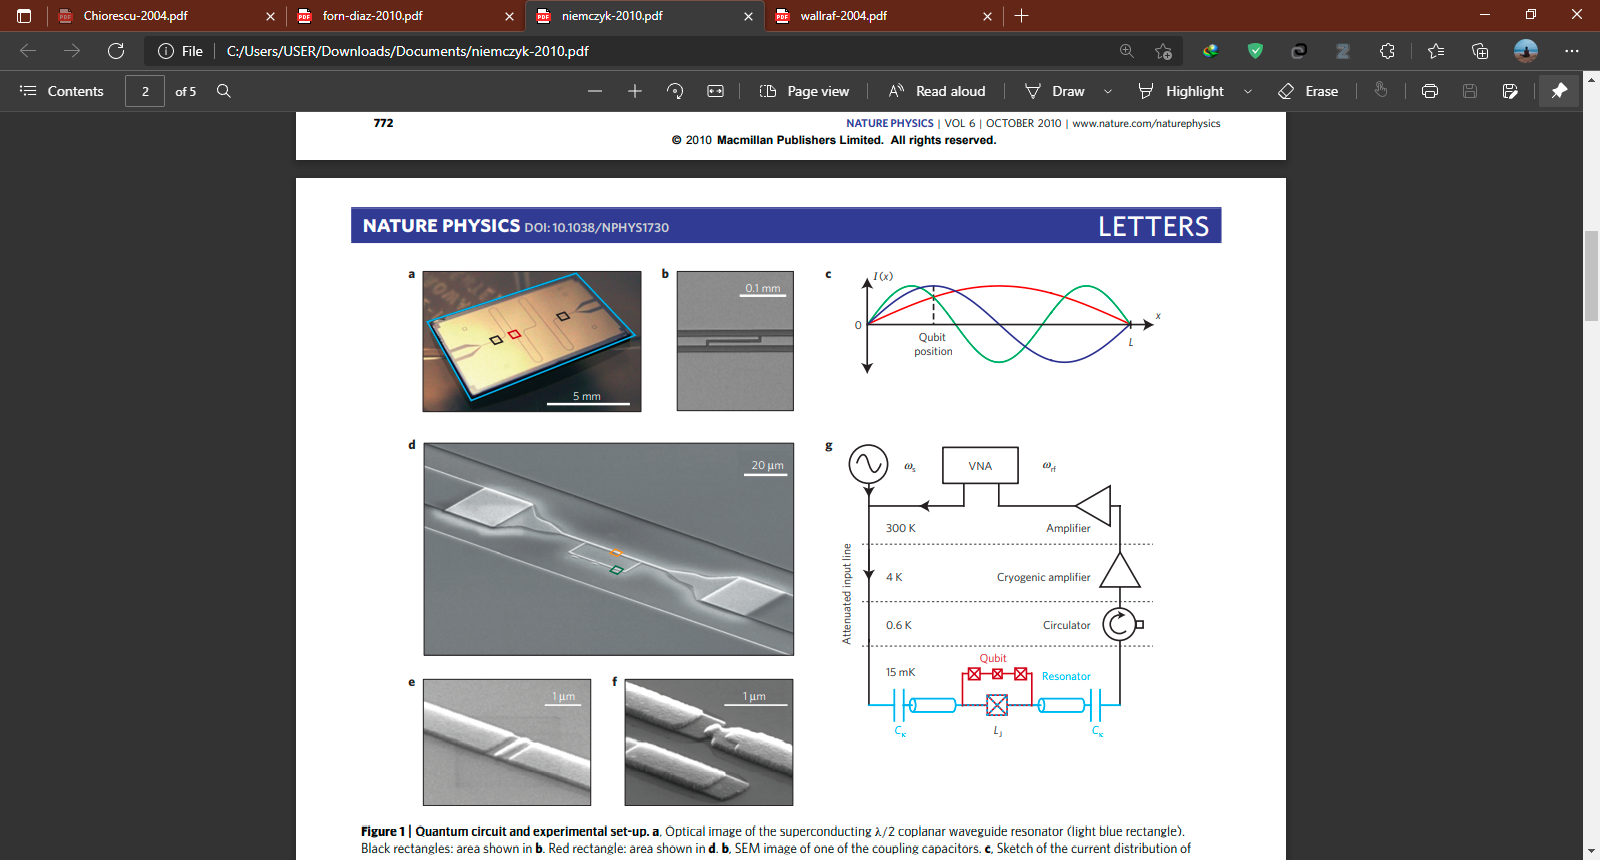 Chiorescu-2004.pdf
forn-diaz-2010.pdf
niemczyk-2010.pdf
wallraf-2004.pdf
File
C:/Users/USER/Downloads/Documents/niemczyk-2010.pdf
Contents
2
of 5
Page view
Read aloud
Draw
Highlight
Erase
772
NATURE PHYSICS | VOL 6 | OCTOBER 2010 | www.nature.com/naturephysics
© 2010 Macmillan Publishers Limited. All rights reserved.
NATURE PHYSICS DOI: 10.1038/NPHYS1730
LETTERS
a
5 mm
b
0.1 mm
c
I(x)
0
x
L
Qubit
position
d
20 μm
e
1 μm
f
1 μm
g
ωs
VNA
ωrf
300 K
Amplifier
Attenuated input line
4 K
Cryogenic amplifier
0.6 K
Circulator
15 mK
Qubit
Resonator
Cκ
LJ
Cκ
Figure 1 | Quantum circuit and experimental set-up. a, Optical image of the superconducting λ/2 coplanar waveguide resonator (light blue rectangle).
Black rectangles: area shown in b. Red rectangle: area shown in d. b, SEM image of one of the coupling capacitors. c, Sketch of the current distribution of